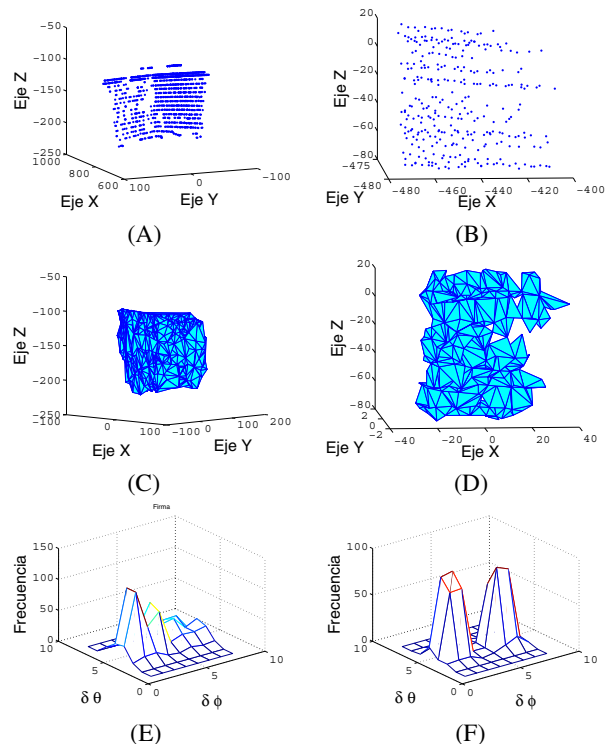 −50
−100
−150
−200
−250
Eje Z
1000
800
600
100
0
−100
Eje X
Eje Y
(A)
20
0
−20
−40
−60
−80
Eje Z
−475
−480
−480
−460
−440
−420
−400
Eje Y
Eje X
(B)
−50
−100
−150
−200
−250
Eje Z
−100
0
100
−100
0
100
200
Eje X
Eje Y
(C)
20
0
−20
−40
−60
−80
Eje Z
2
0
−2
−40
−20
0
20
40
Eje Y
Eje X
(D)
Firma
150
100
50
0
Frecuencia
10
5
0
0
5
10
δ θ
δ ϕ
(E)
150
100
50
0
Frecuencia
10
5
0
0
5
10
δ θ
δ ϕ
(F)